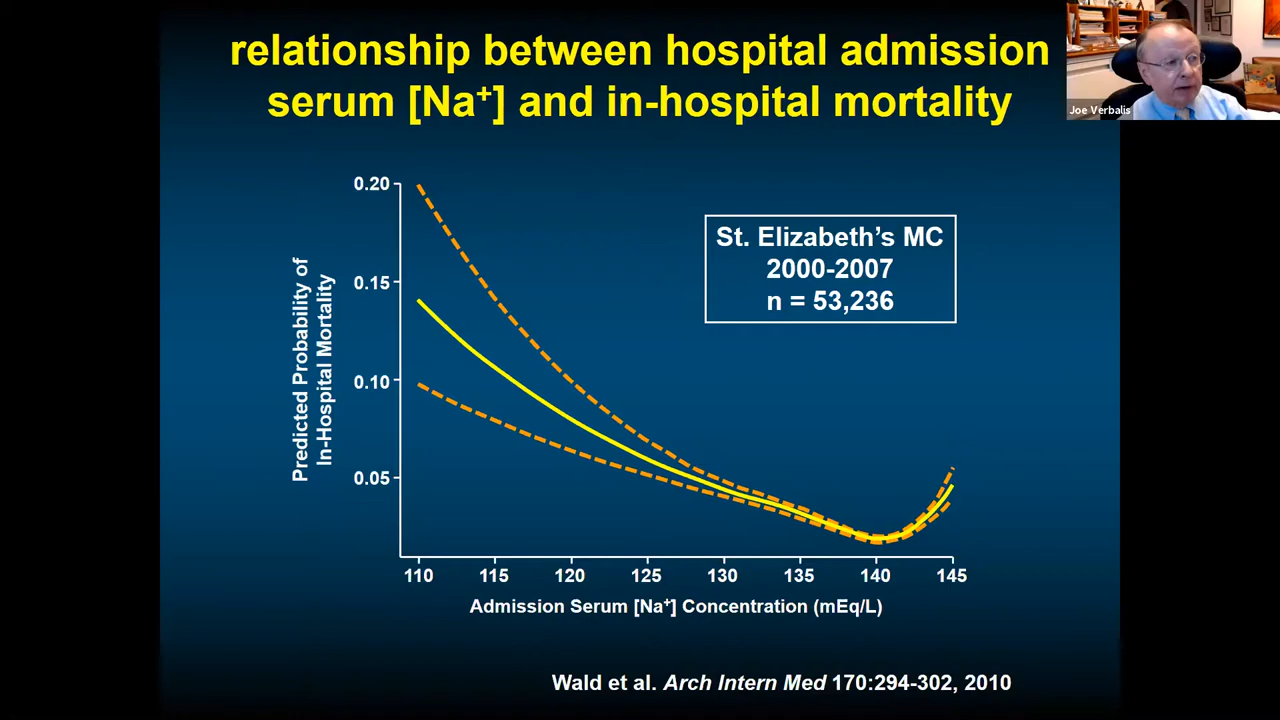 relationship between hospital admission
serum [Na⁺] and in-hospital mortality
Joe Verbalis
St. Elizabeth’s MC
2000-2007
n = 53,236
Predicted Probability of
In-Hospital Mortality
0.20
0.15
0.10
0.05
110 115 120 125 130 135 140 145
Admission Serum [Na⁺] Concentration (mEq/L)
Wald et al. Arch Intern Med 170:294-302, 2010